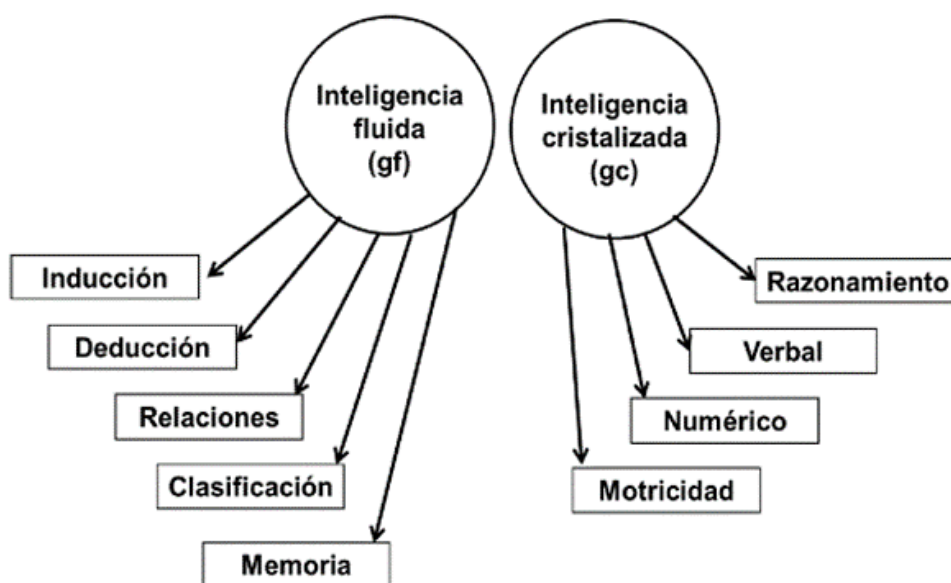 Inteligencia
fluida
(gf)
Inteligencia
cristalizada
(gc)
Inducción
Deducción
Relaciones
Clasificación
Memoria
Razonamiento
Verbal
Numérico
Motricidad